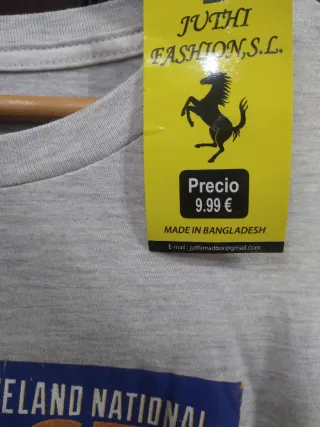 JUTHI
FASHION,S.L.
Precio
9.99 €
MADE IN BANGLADESH
E-mail : juthimadbor@gmail.com
ELAND NATIONAL